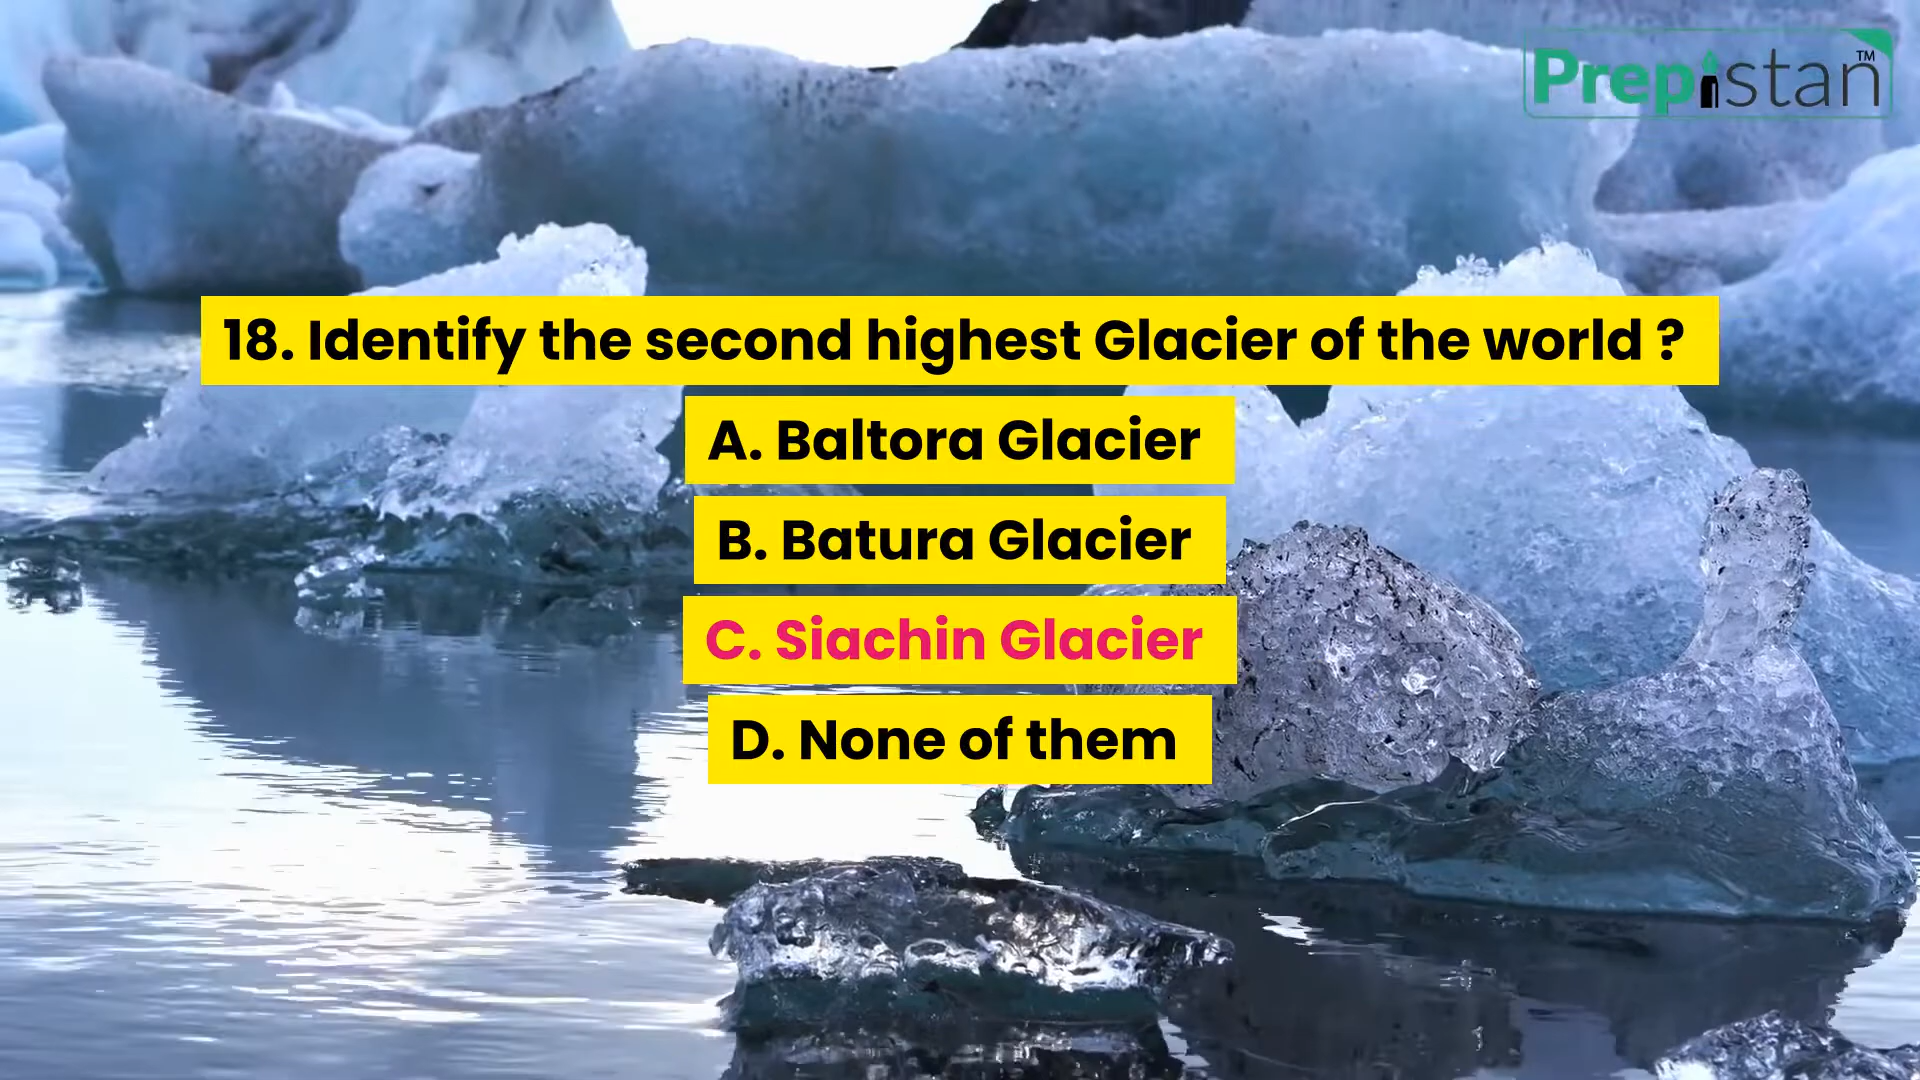 Prepistan™
18. Identify the second highest Glacier of the world ?
A. Baltora Glacier
B. Batura Glacier
C. Siachin Glacier
D. None of them